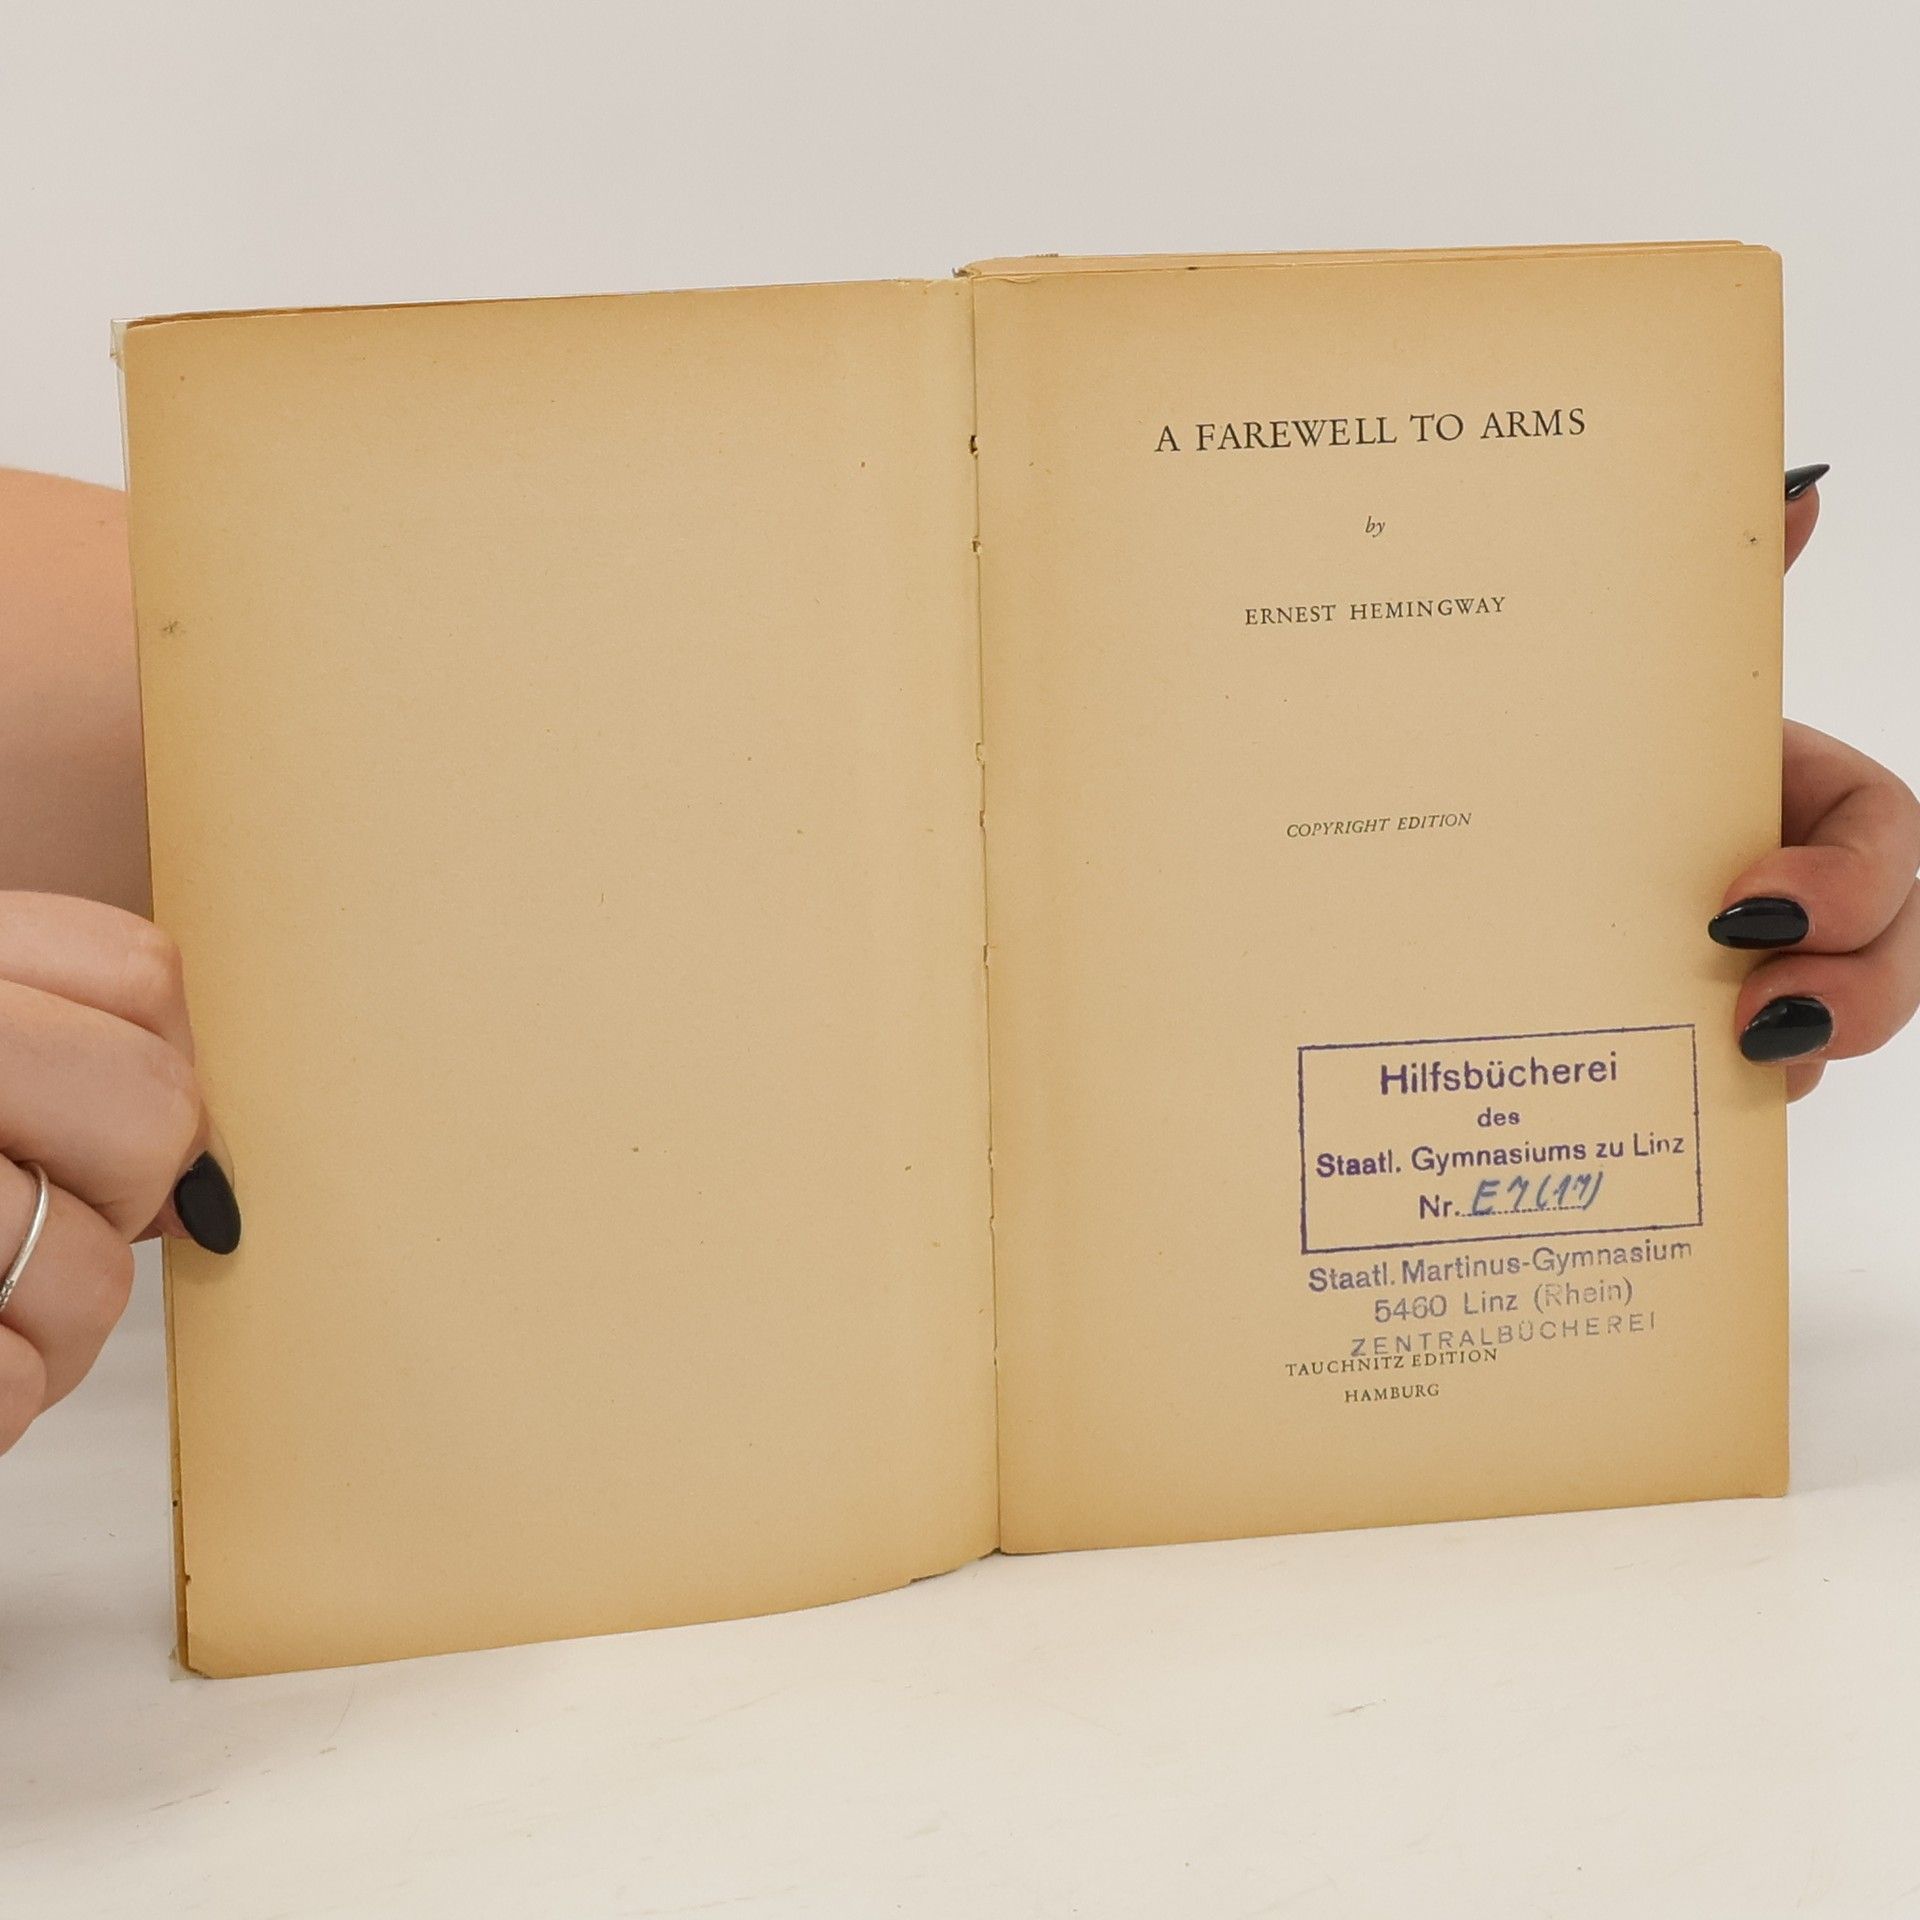 A FAREWELL TO ARMS
by
ERNEST HEMINGWAY
COPYRIGHT EDITION
Hilfsbücherei
des
Staatl. Gymnasiums zu Linz
Nr. E7(17)
Staatl. Martinus-Gymnasium
5460 Linz (Rhein)
ZENTRALBÜCHEREI
TAUCHNITZ EDITION
HAMBURG